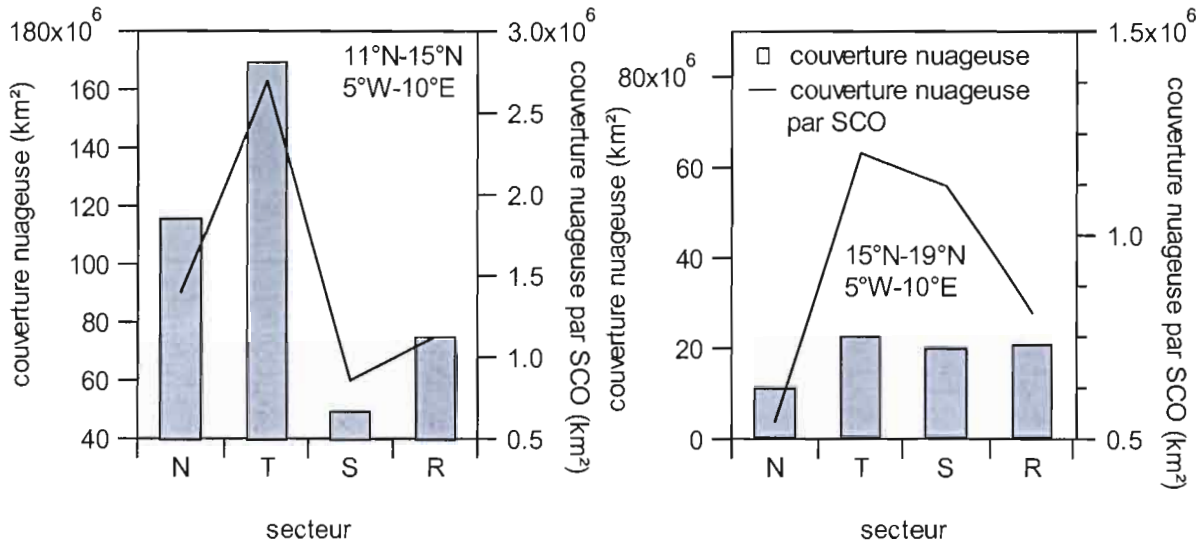 180x10⁶
160
140
120
100
80
60
40
couverture nuageuse (km²)
11°N-15°N
5°W-10°E
3.0x10⁶
2.5
2.0
1.5
1.0
0.5
couverture nuageuse par SCO (km²)
N T S R
secteur
80x10⁶
60
40
20
0
couverture nuageuse (km²)
couverture nuageuse
couverture nuageuse
par SCO
15°N-19°N
5°W-10°E
1.5x10⁶
1.0
0.5
couverture nuageuse par SCO (km²)
N T S R
secteur